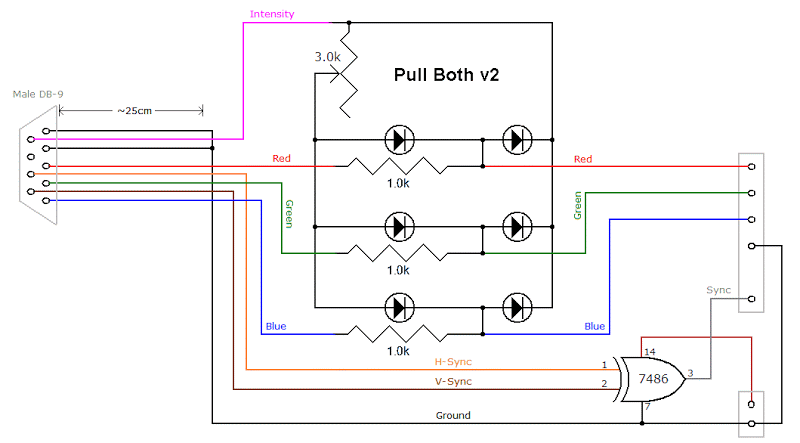 Intensity
3.0k
Pull Both v2
Male DB-9
~25cm
Red
Red
1.0k
Green
Green
1.0k
Sync
Blue
Blue
1.0k
14
H-Sync
1
7486
3
V-Sync
2
7
Ground